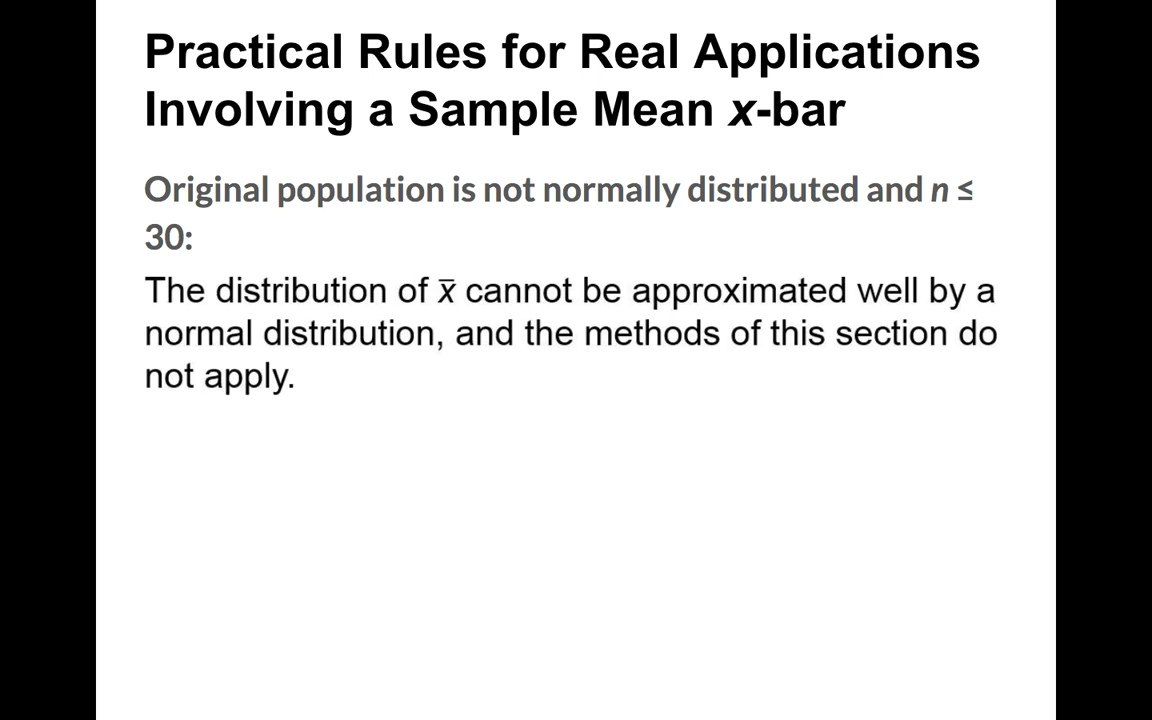 Practical Rules for Real Applications
Involving a Sample Mean x-bar
Original population is not normally distributed and n ≤
30:
The distribution of x̄ cannot be approximated well by a
normal distribution, and the methods of this section do
not apply.